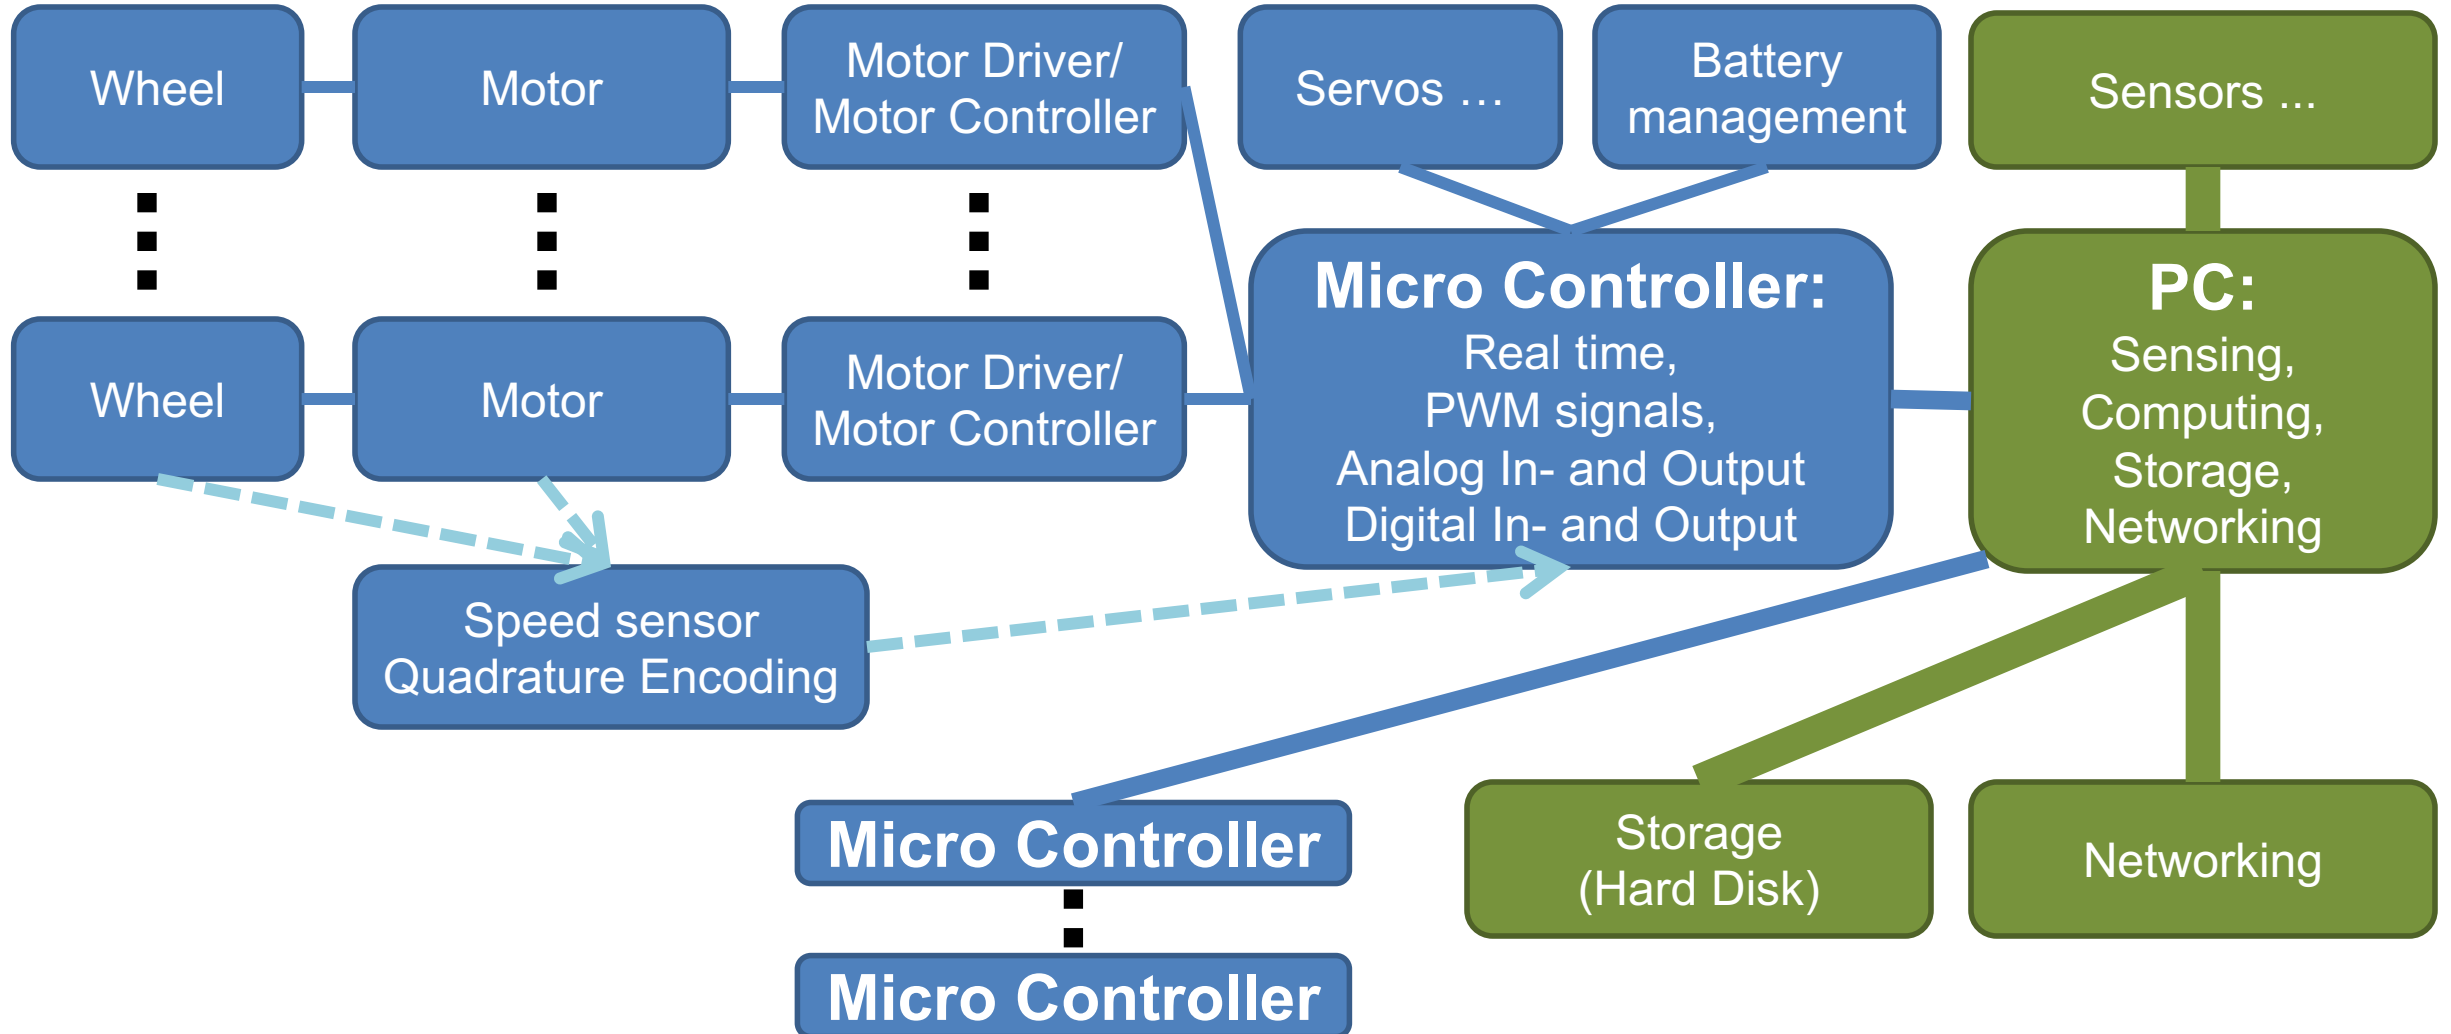 Wheel
Motor
Motor Driver/
Motor Controller
Servos …
Battery
management
Sensors ...
Wheel
Motor
Motor Driver/
Motor Controller
Micro Controller:
Real time,
PWM signals,
Analog In- and Output
Digital In- and Output
PC:
Sensing,
Computing,
Storage,
Networking
Speed sensor
Quadrature Encoding
Micro Controller
Micro Controller
Storage
(Hard Disk)
Networking